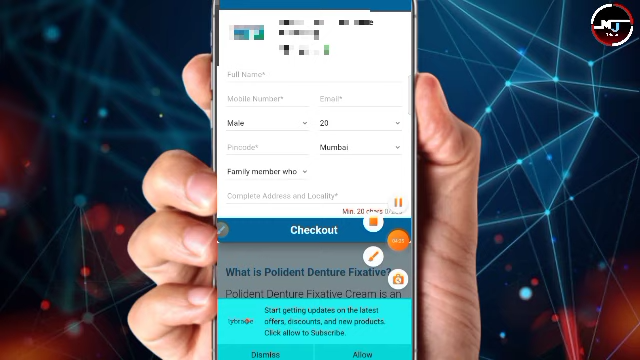 Full Name*
Mobile Number* Email*
Male 20
Pincode* Mumbai
Family member who
Complete Address and Locality*
Min. 20 chars
Checkout
What is Polident Denture Fixative?
Polident Denture Fixative Cream is an
Start getting updates on the latest
lybrate offers, discounts, and new products.
Click allow to Subscribe.
Dismiss Allow